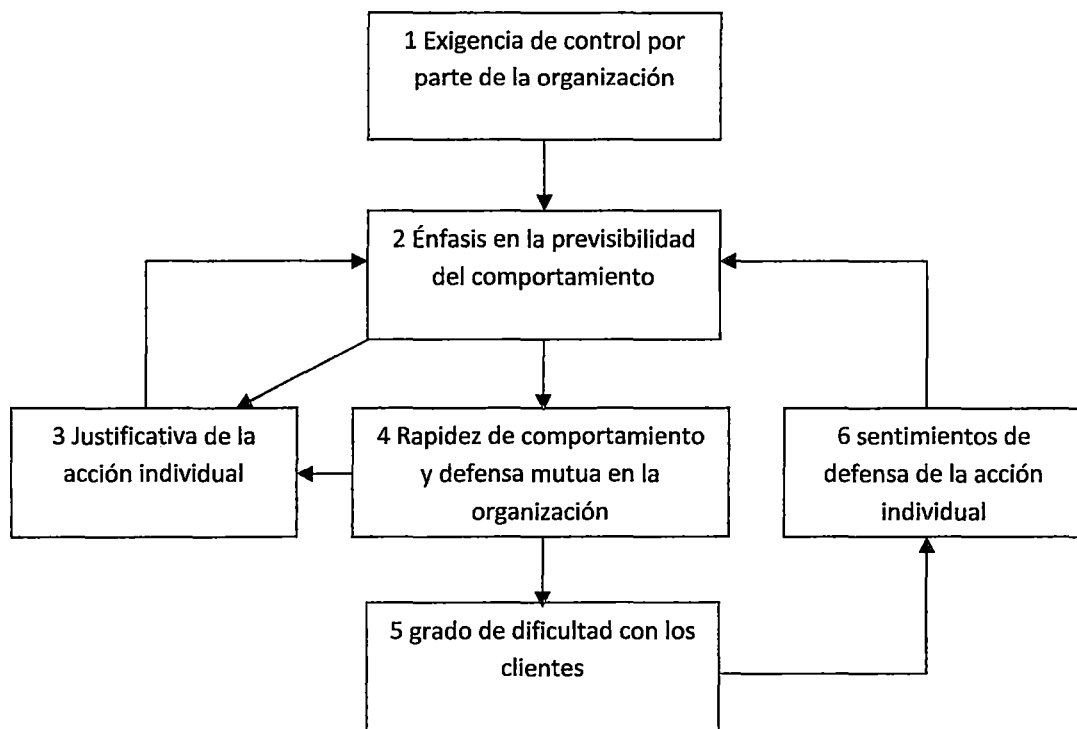 1 Exigencia de control por
parte de la organización
2 Énfasis en la previsibilidad
del comportamiento
3 Justificativa de la
acción individual
4 Rapidez de comportamiento
y defensa mutua en la
organización
6 sentimientos de
defensa de la acción
individual
5 grado de dificultad con los
clientes